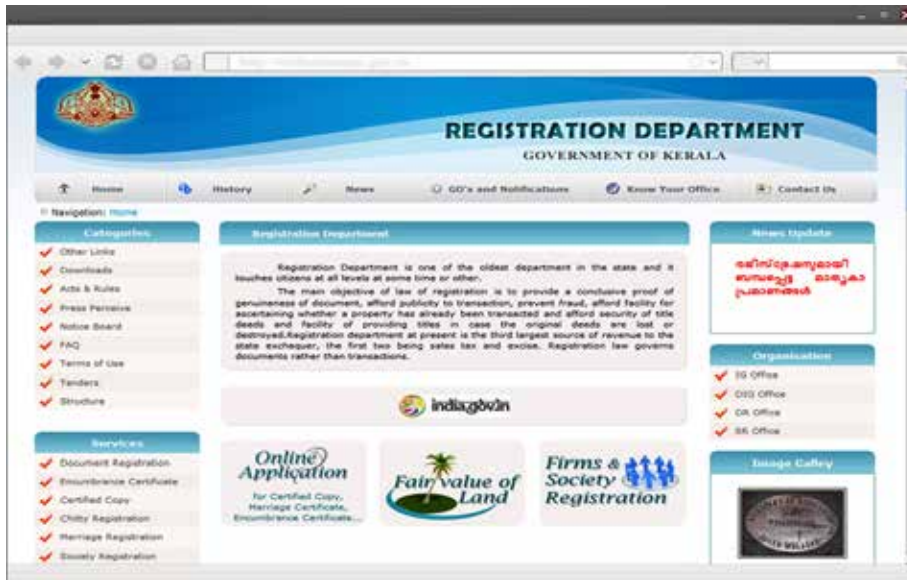 REGISTRATION DEPARTMENT
GOVERNMENT OF KERALA
Home History News GO's and Notifications Know Your Office Contact Us
Navigation: Home
Categories
Other Links
Downloads
Acts & Rules
Press Perceive
Notice Board
FAQ
Terms of Use
Tenders
Structure
Services
Document Registration
Encumbrance Certificate
Certified Copy
Chitty Registration
Marriage Registration
Society Registration
Registration Department
Registration Department is one of the oldest department in the state and it
touches citizens at all levels at some time or other.
The main objective of law of registration is to provide a conclusive proof of
genuineness of document, afford publicity to transaction, prevent fraud, afford facility for
ascertaining whether a property has already been transacted and afford security of title
deeds and facility of providing titles in case the original deeds are lost or
destroyed.Registration department at present is the third largest source of revenue to the
state exchequer, the first two being sales tax and excise. Registration law governs
documents rather than transactions.
india.gov.in
Online
Application
for Certified Copy,
Marriage Certificate,
Encumbrance Certificate...
Fair value of
Land
Firms &
Society
Registration
News Update
രജിസ്ട്രേഷനുമായി
ബന്ധപ്പെട്ട മാതൃകാ
പ്രമാണങ്ങൾ
Organisation
IG Office
DIG Office
DR Office
SR Office
Image Galley